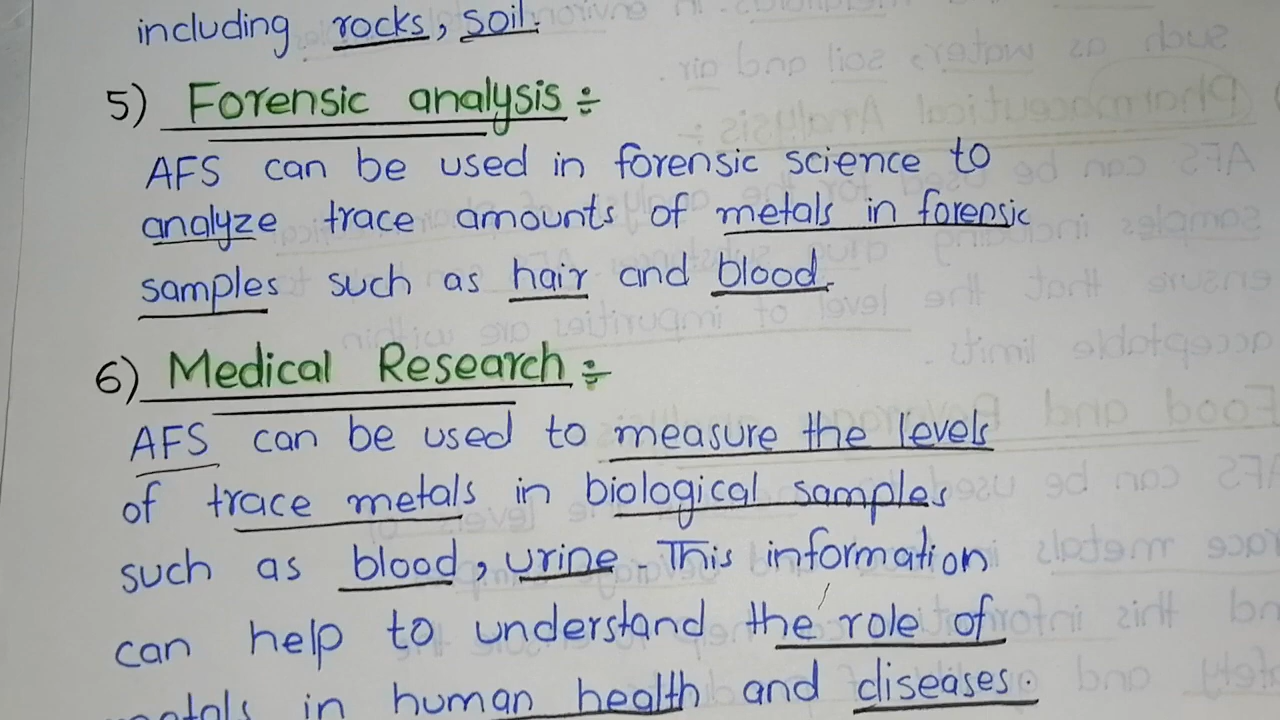 including rocks, soil.
5) Forensic analysis ÷
AFS can be used in forensic science to
analyze trace amounts of metals in forensic
samples such as hair and blood.
6) Medical Research ÷
AFS can be used to measure the levels
of trace metals in biological samples
such as blood, urine. This information
can help to understand the role of
metals in human health and diseases.